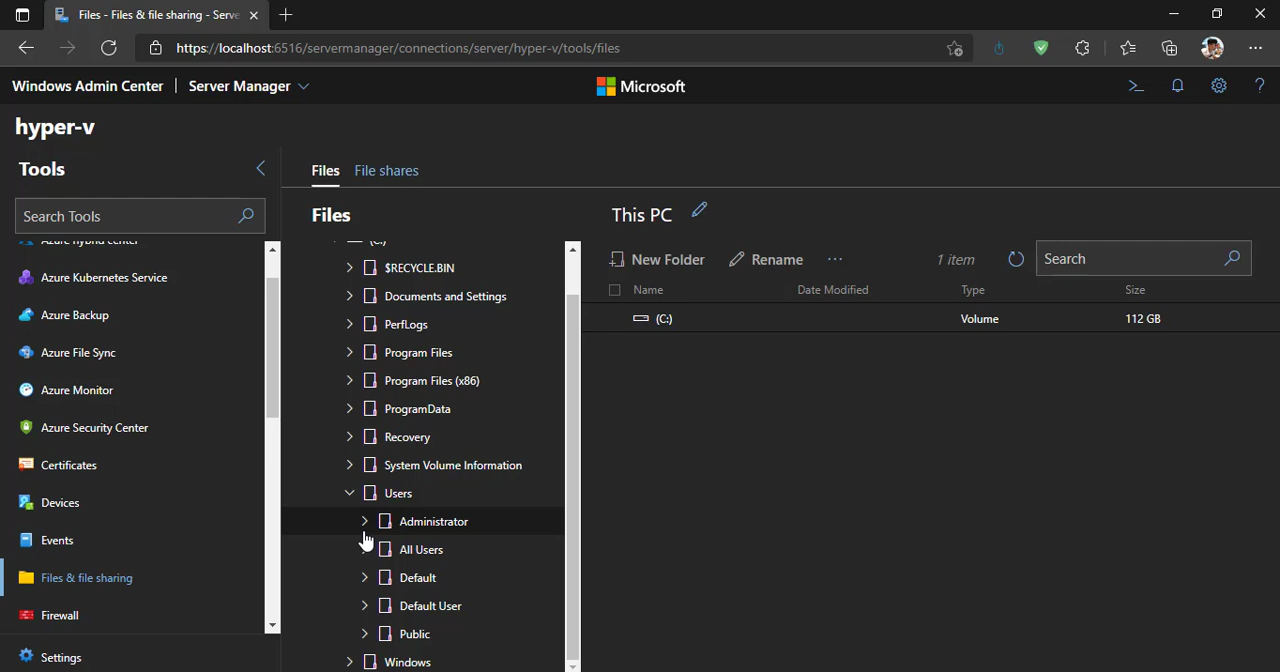 Files - Files & file sharing - Serve
https://localhost:6516/servermanager/connections/server/hyper-v/tools/files
Windows Admin Center | Server Manager
Microsoft
>_
?
hyper-v
Tools
Search Tools
Azure hybrid center
Azure Kubernetes Service
Azure Backup
Azure File Sync
Azure Monitor
Azure Security Center
Certificates
Devices
Events
Files & file sharing
Firewall
Settings
Files
File shares
Files
(C:)
$RECYCLE.BIN
Documents and Settings
PerfLogs
Program Files
Program Files (x86)
ProgramData
Recovery
System Volume Information
Users
Administrator
All Users
Default
Default User
Public
Windows
This PC
New Folder
Rename
...
1 item
Search
Name
Date Modified
Type
Size
(C:)
Volume
112 GB